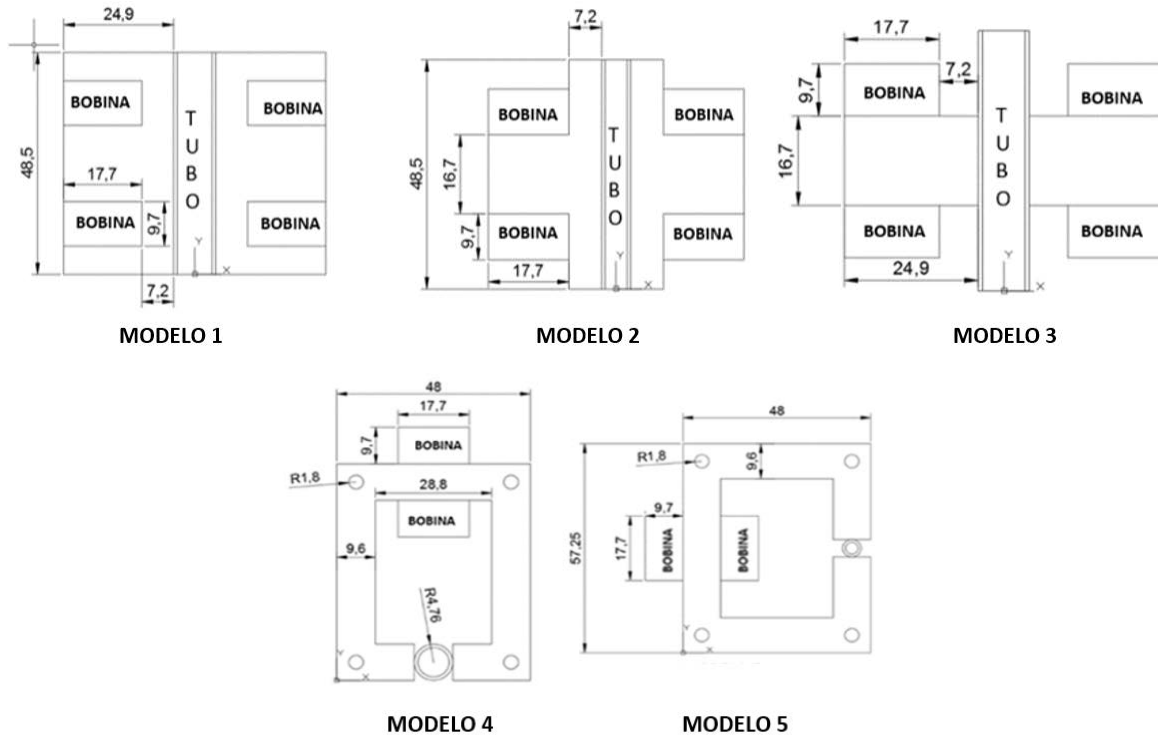 24,9
48,5
BOBINA
BOBINA
17,7
BOBINA
9,7
BOBINA
7,2
TUBO
Y
X
MODELO 1
7,2
48,5
BOBINA
BOBINA
16,7
9,7
BOBINA
BOBINA
17,7
TUBO
Y
X
MODELO 2
17,7
7,2
9,7
BOBINA
BOBINA
16,7
BOBINA
BOBINA
24,9
TUBO
Y
X
MODELO 3
48
17,7
9,7
BOBINA
R1,8
28,8
BOBINA
9,6
R4,76
Y
X
MODELO 4
48
R1,8
9,6
9,7
17,7
BOBINA
BOBINA
57,25
Y
X
MODELO 5